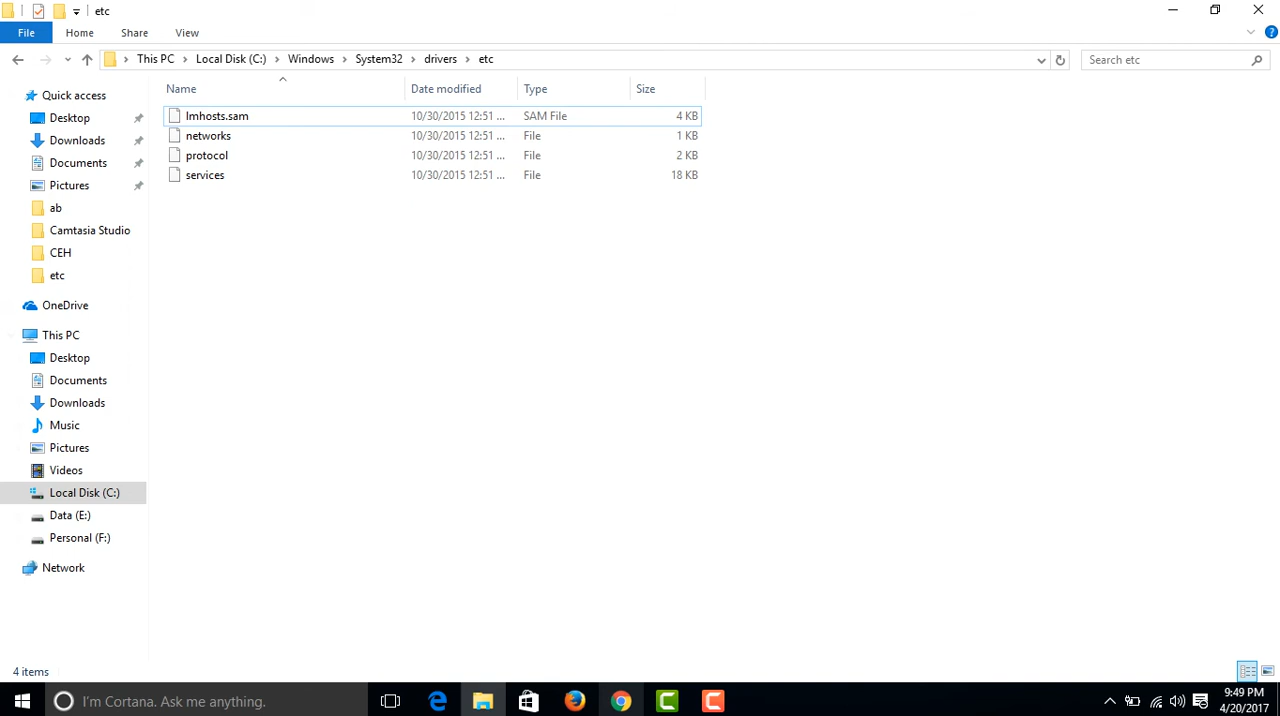 etc
File Home Share View
This PC Local Disk (C:) Windows System32 drivers etc Search etc
Name Date modified Type Size
lmhosts.sam 10/30/2015 12:51 ... SAM File 4 KB
networks 10/30/2015 12:51 ... File 1 KB
protocol 10/30/2015 12:51 ... File 2 KB
services 10/30/2015 12:51 ... File 18 KB
Quick access
Desktop
Downloads
Documents
Pictures
ab
Camtasia Studio
CEH
etc
OneDrive
This PC
Desktop
Documents
Downloads
Music
Pictures
Videos
Local Disk (C:)
Data (E:)
Personal (F:)
Network
4 items
I'm Cortana. Ask me anything.
9:49 PM
4/20/2017